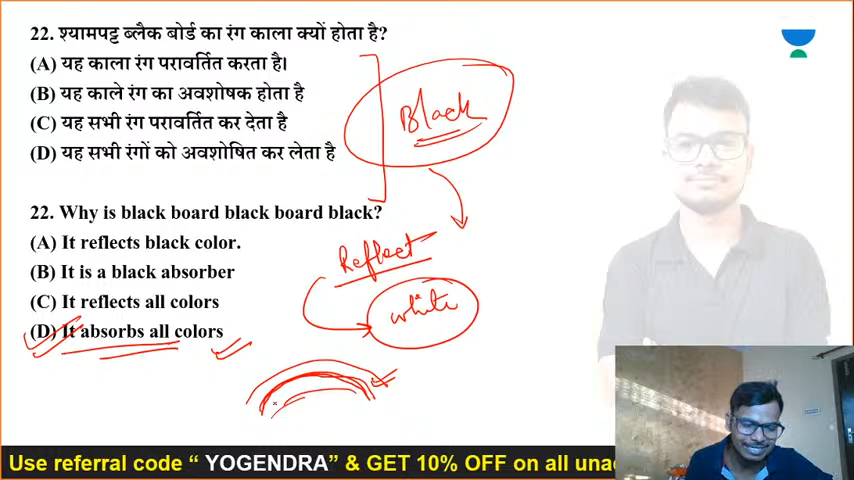 22. श्यामपट्ट ब्लैक बोर्ड का रंग काला क्यों होता है?
(A) यह काला रंग परावर्तित करता है।
(B) यह काले रंग का अवशोषक होता है
(C) यह सभी रंग परावर्तित कर देता है
(D) यह सभी रंगों को अवशोषित कर लेता है
Black
22. Why is black board black board black?
(A) It reflects black color.
(B) It is a black absorber
(C) It reflects all colors
(D) It absorbs all colors
Reflect
white
Use referral code “ YOGENDRA” & GET 10% OFF on all una